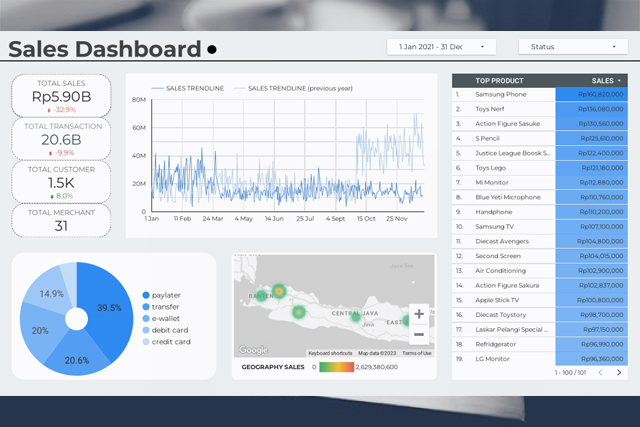 Sales Dashboard
1 Jan 2021 - 31 Dec
Status
TOTAL SALES
Rp5.90B
-32.9%
TOTAL TRANSACTION
20.6B
-9.9%
TOTAL CUSTOMER
1.5K
8.0%
TOTAL MERCHANT
31
SALES TRENDLINE
SALES TRENDLINE (previous year)
80M
60M
40M
20M
0
1 Jan
11 Feb
24 Mar
4 May
14 Jun
25 Jul
4 Sept
15 Oct
25 Nov
TOP PRODUCT SALES
1. Samsung Phone Rp160,820,000
2. Toys Nerf Rp136,080,000
3. Action Figure Sasuke Rp130,560,000
4. S Pencil Rp125,610,000
5. Justice League Boosk S... Rp122,400,000
6. Toys Lego Rp121,180,000
7. Mi Monitor Rp112,880,000
8. Blue Yeti Microphone Rp110,760,000
9. Handphone Rp110,200,000
10. Samsung TV Rp107,100,000
11. Diecast Avengers Rp104,800,000
12. Second Screen Rp104,015,000
13. Air Conditioning Rp102,900,000
14. Action Figure Sakura Rp102,837,000
15. Apple Stick TV Rp100,800,000
16. Diecast Toystory Rp98,700,000
17. Laskar Pelangi Special ... Rp97,150,000
18. Refridgerator Rp96,990,000
19. LG Monitor Rp96,360,000
1 - 100 / 101
39.5%
20.6%
20%
14.9%
paylater
transfer
e-wallet
debit card
credit card
BANTEN
CENTRAL JAVA
Java
EAST
Google
Keyboard shortcuts
Map data ©2023
Terms of Use
GEOGRAPHY SALES 0 2,629,380,600